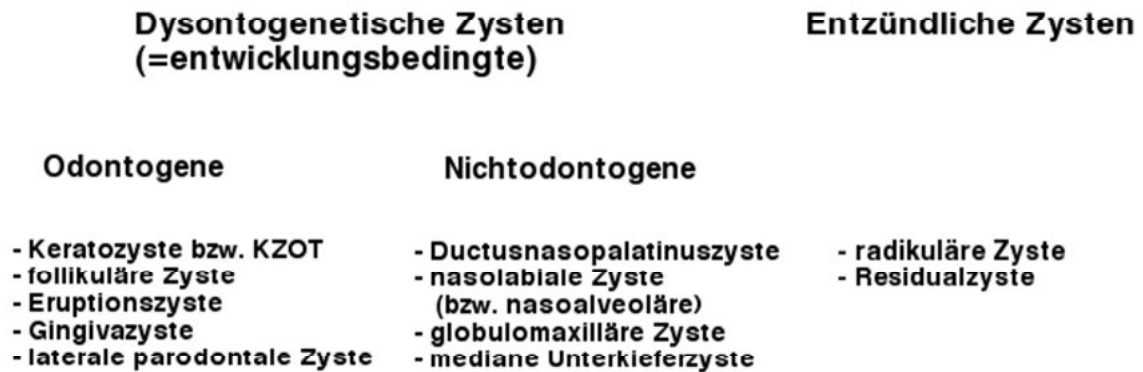 Dysontogenetische Zysten
(=entwicklungsbedingte)
Entzündliche Zysten
Odontogene
Nichtodontogene
- Keratozyste bzw. KZOT
- follikuläre Zyste
- Eruptionszyste
- Gingivazyste
- laterale parodontale Zyste
- Ductusnasopalatinuszyste
- nasolabiale Zyste
(bzw. nasoalveoläre)
- globulomaxilläre Zyste
- mediane Unterkieferzyste
- radikuläre Zyste
- Residualzyste